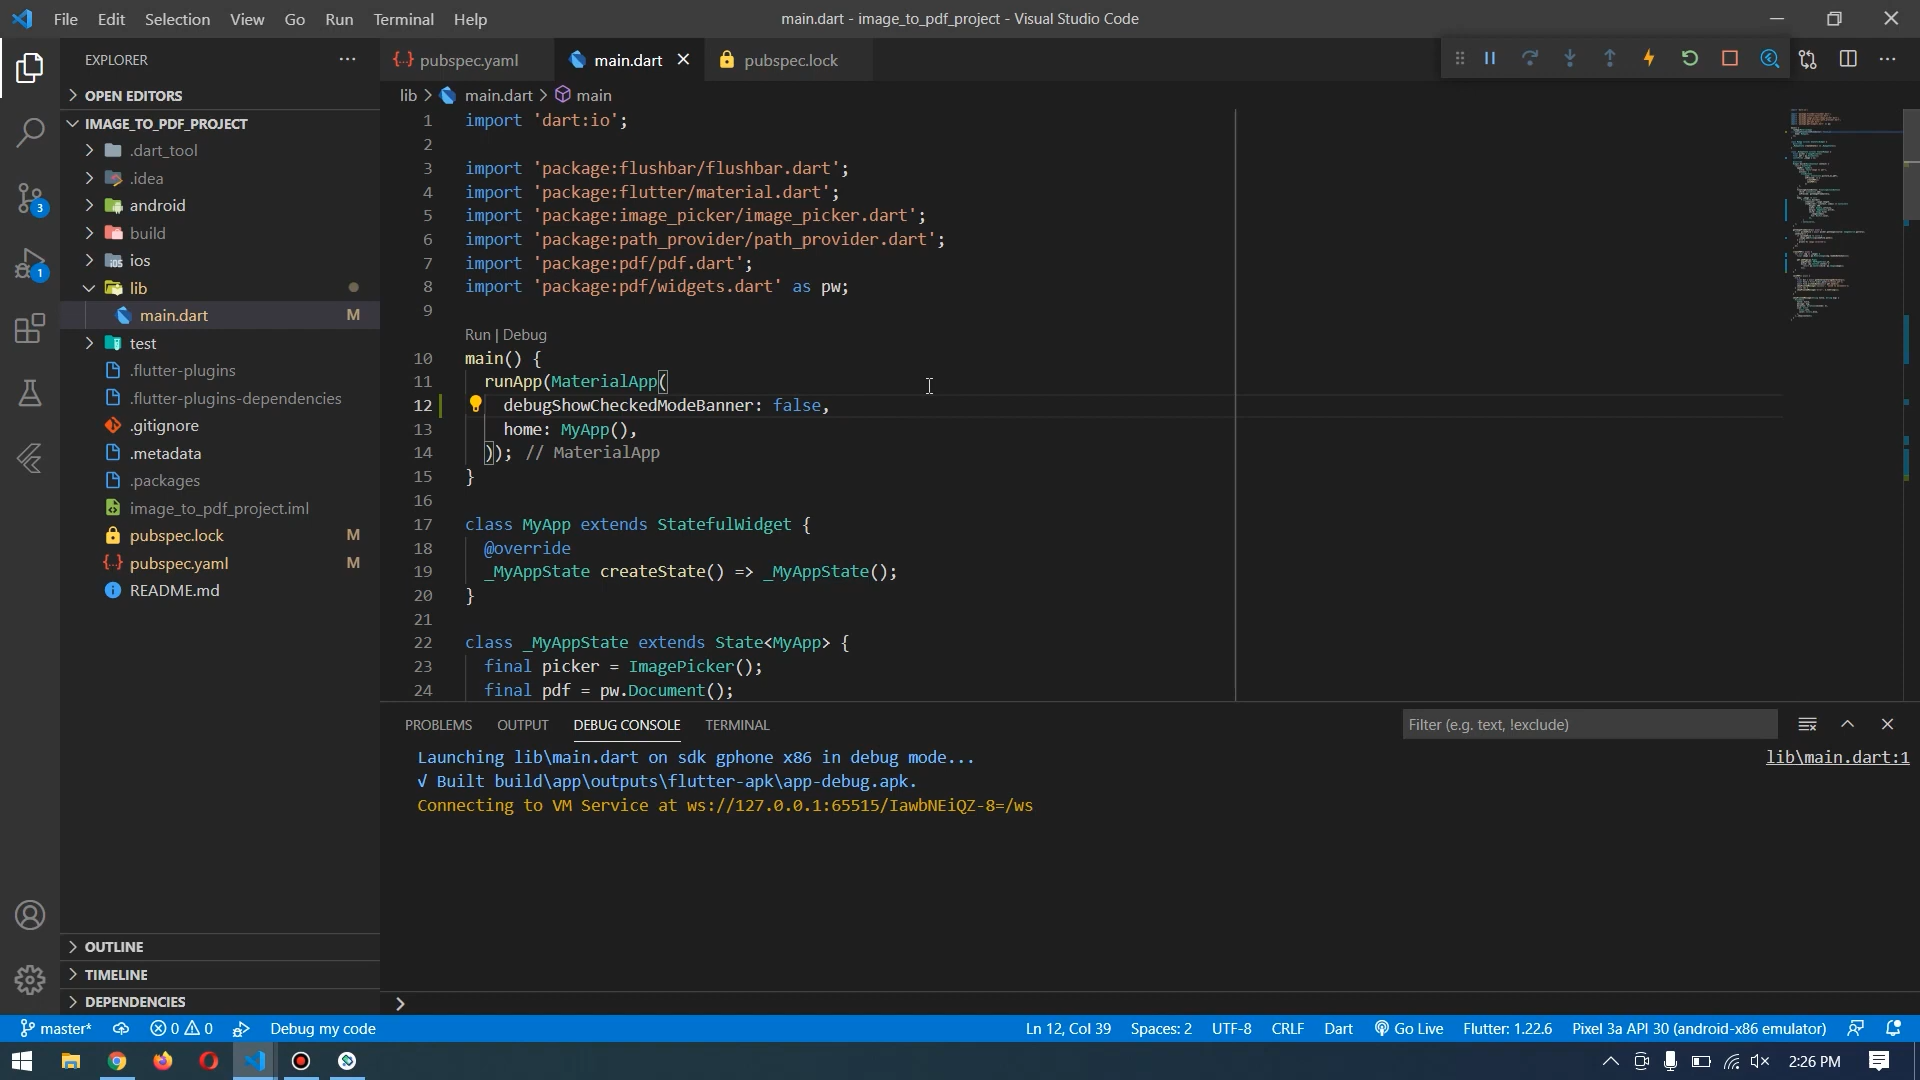 File Edit Selection View Go Run Terminal Help
main.dart - image_to_pdf_project - Visual Studio Code
EXPLORER
OPEN EDITORS
IMAGE_TO_PDF_PROJECT
.dart_tool
.idea
android
build
ios
lib
main.dart M
test
.flutter-plugins
.flutter-plugins-dependencies
.gitignore
.metadata
.packages
image_to_pdf_project.iml
pubspec.lock M
pubspec.yaml M
README.md
OUTLINE
TIMELINE
DEPENDENCIES
3
1
pubspec.yaml main.dart pubspec.lock
lib > main.dart > main
1 import 'dart:io';
2
3 import 'package:flushbar/flushbar.dart';
4 import 'package:flutter/material.dart';
5 import 'package:image_picker/image_picker.dart';
6 import 'package:path_provider/path_provider.dart';
7 import 'package:pdf/pdf.dart';
8 import 'package:pdf/widgets.dart' as pw;
9
Run | Debug
10 main() {
11 runApp(MaterialApp(
12 debugShowCheckedModeBanner: false,
13 home: MyApp(),
14 )); // MaterialApp
15 }
16
17 class MyApp extends StatefulWidget {
18 @override
19 _MyAppState createState() => _MyAppState();
20 }
21
22 class _MyAppState extends State<MyApp> {
23 final picker = ImagePicker();
24 final pdf = pw.Document();
PROBLEMS OUTPUT DEBUG CONSOLE TERMINAL
Filter (e.g. text, !exclude)
Launching lib\main.dart on sdk gphone x86 in debug mode...
lib\main.dart:1
√ Built build\app\outputs\flutter-apk\app-debug.apk.
Connecting to VM Service at ws://127.0.0.1:65515/IawbNEiQZ-8=/ws
master* 0 0 Debug my code
Ln 12, Col 39 Spaces: 2 UTF-8 CRLF Dart Go Live Flutter: 1.22.6 Pixel 3a API 30 (android-x86 emulator)
2:26 PM